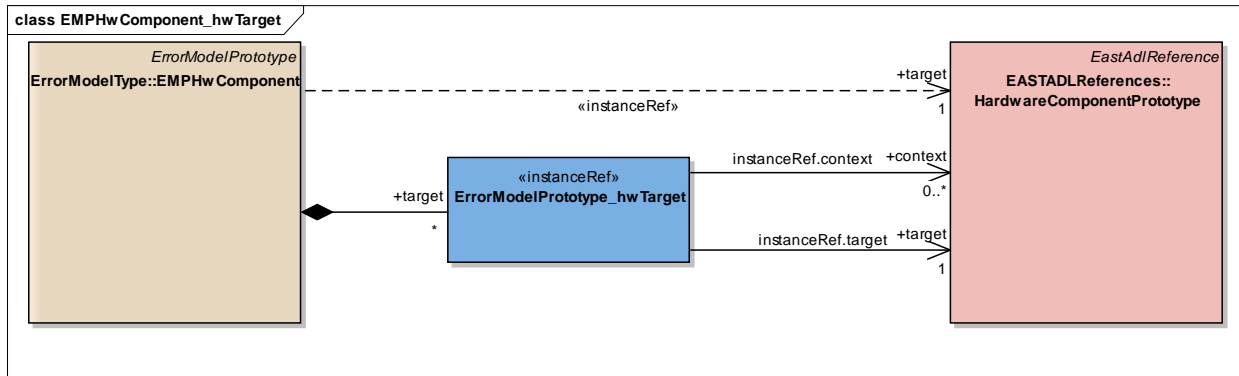 class EMPHwComponent_hwTarget
ErrorModelPrototype
ErrorModelType::EMPHwComponent
EastAdlReference
EASTADLReferences::
HardwareComponentPrototype
+target
1
«instanceRef»
«instanceRef»
ErrorModelPrototype_hwTarget
+target
*
instanceRef.context
+context
0..*
instanceRef.target
+target
1